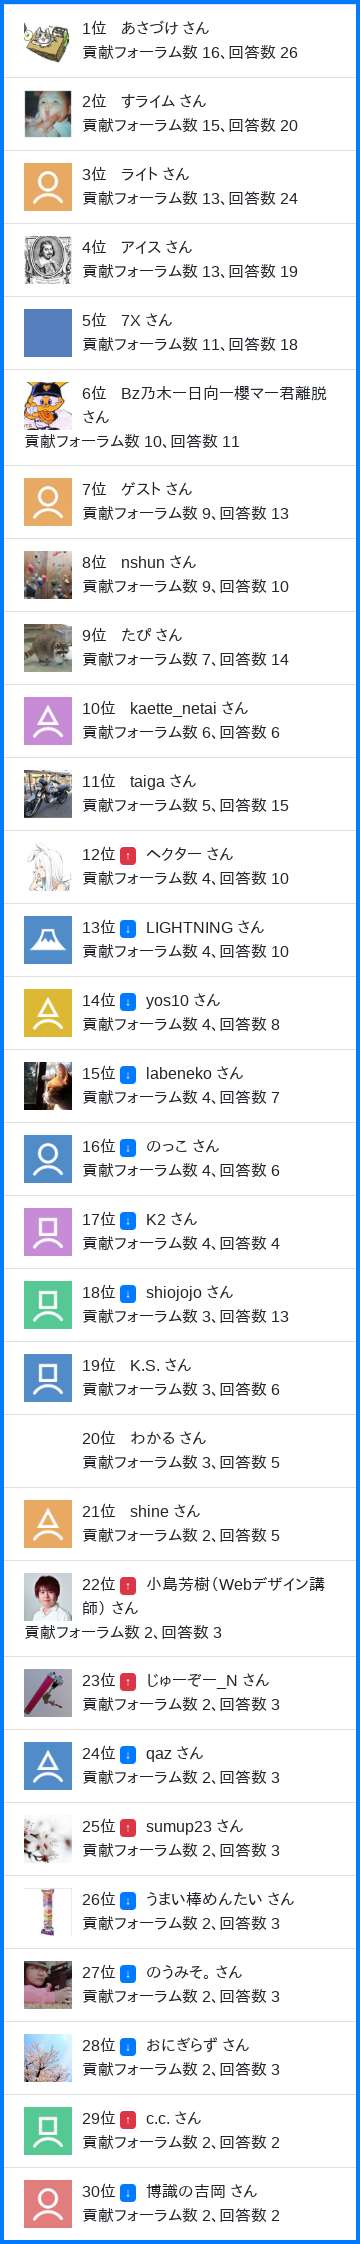 1位 あさづけ さん
貢献フォーラム数 16、回答数 26
2位 すライム さん
貢献フォーラム数 15、回答数 20
3位 ライト さん
貢献フォーラム数 13、回答数 24
4位 アイス さん
貢献フォーラム数 13、回答数 19
5位 7X さん
貢献フォーラム数 11、回答数 18
6位 Bz乃木一日向一櫻マー君離脱
さん
貢献フォーラム数 10、回答数 11
7位 ゲスト さん
貢献フォーラム数 9、回答数 13
8位 nshun さん
貢献フォーラム数 9、回答数 10
9位 たぴ さん
貢献フォーラム数 7、回答数 14
10位 kaette_netai さん
貢献フォーラム数 6、回答数 6
11位 taiga さん
貢献フォーラム数 5、回答数 15
12位 ↑ ヘクター さん
貢献フォーラム数 4、回答数 10
13位 ↓ LIGHTNING さん
貢献フォーラム数 4、回答数 10
14位 ↓ yos10 さん
貢献フォーラム数 4、回答数 8
15位 ↓ labeneko さん
貢献フォーラム数 4、回答数 7
16位 ↓ のっこ さん
貢献フォーラム数 4、回答数 6
17位 ↓ K2 さん
貢献フォーラム数 4、回答数 4
18位 ↓ shiojojo さん
貢献フォーラム数 3、回答数 13
19位 K.S. さん
貢献フォーラム数 3、回答数 6
20位 わかる さん
貢献フォーラム数 3、回答数 5
21位 shine さん
貢献フォーラム数 2、回答数 5
22位 ↑ 小島芳樹（Webデザイン講
師） さん
貢献フォーラム数 2、回答数 3
23位 ↑ じゅーぞー_N さん
貢献フォーラム数 2、回答数 3
24位 ↓ qaz さん
貢献フォーラム数 2、回答数 3
25位 ↑ sumup23 さん
貢献フォーラム数 2、回答数 3
26位 ↓ うまい棒めんたい さん
貢献フォーラム数 2、回答数 3
27位 ↓ のうみそ。 さん
貢献フォーラム数 2、回答数 3
28位 ↓ おにぎらず さん
貢献フォーラム数 2、回答数 3
29位 ↑ c.c. さん
貢献フォーラム数 2、回答数 2
30位 ↓ 博識の吉岡 さん
貢献フォーラム数 2、回答数 2